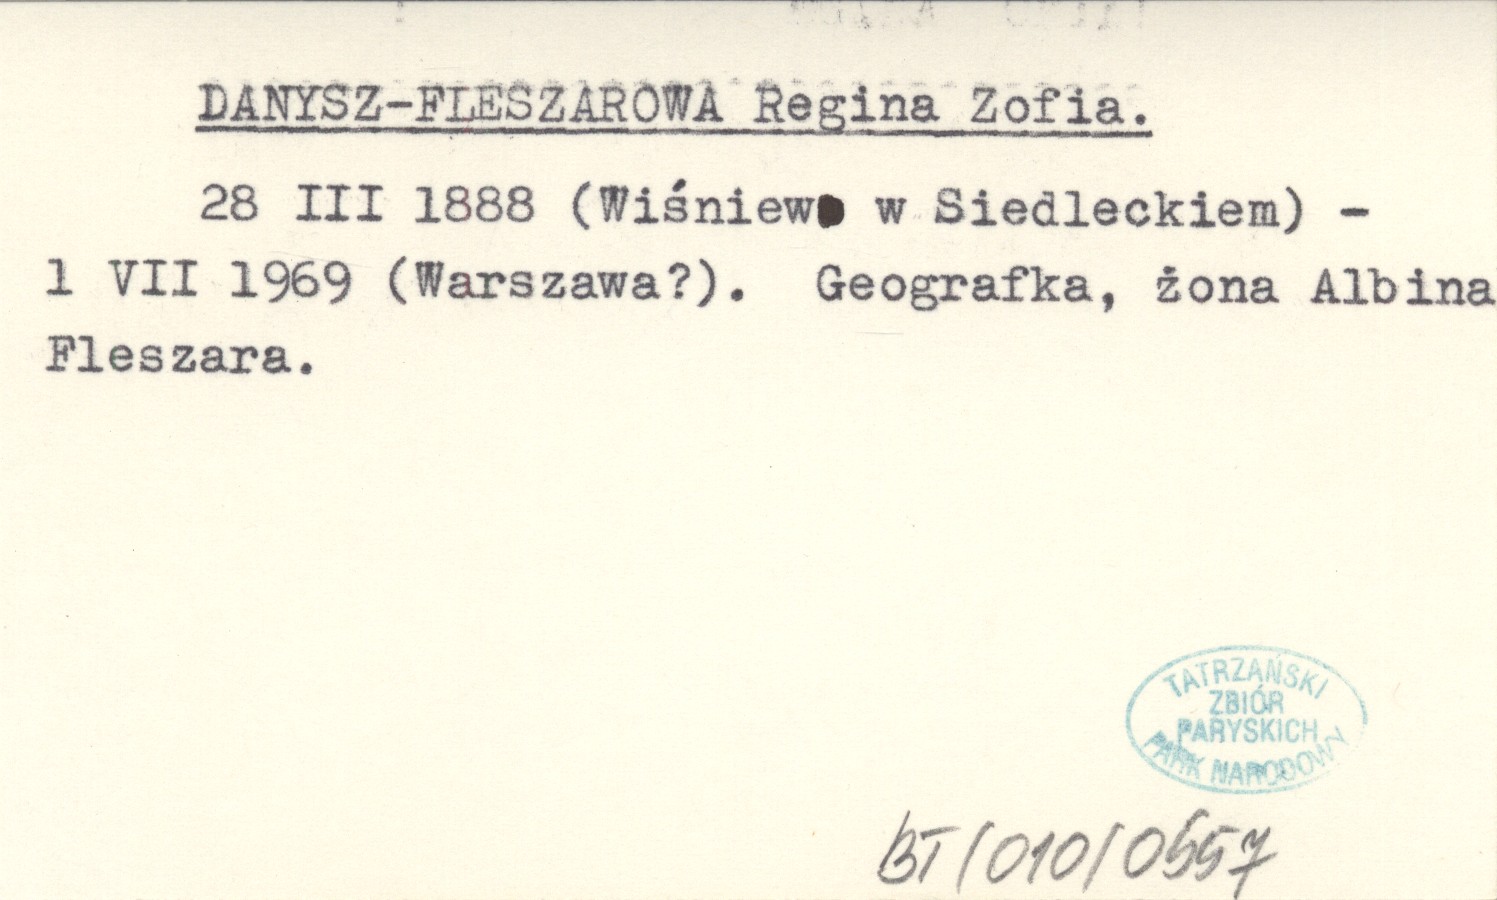 DANYSZ-FLESZAROWA Regina Zofia.
28 III 1888 (Wiśniew w Siedleckiem) -
1 VII 1969 (Warszawa?). Geografka, żona Albina
Fleszara.
TATRZAŃSKI
ZBIÓR
PARYSKICH
PARK NARODOWY
BT/010/0557